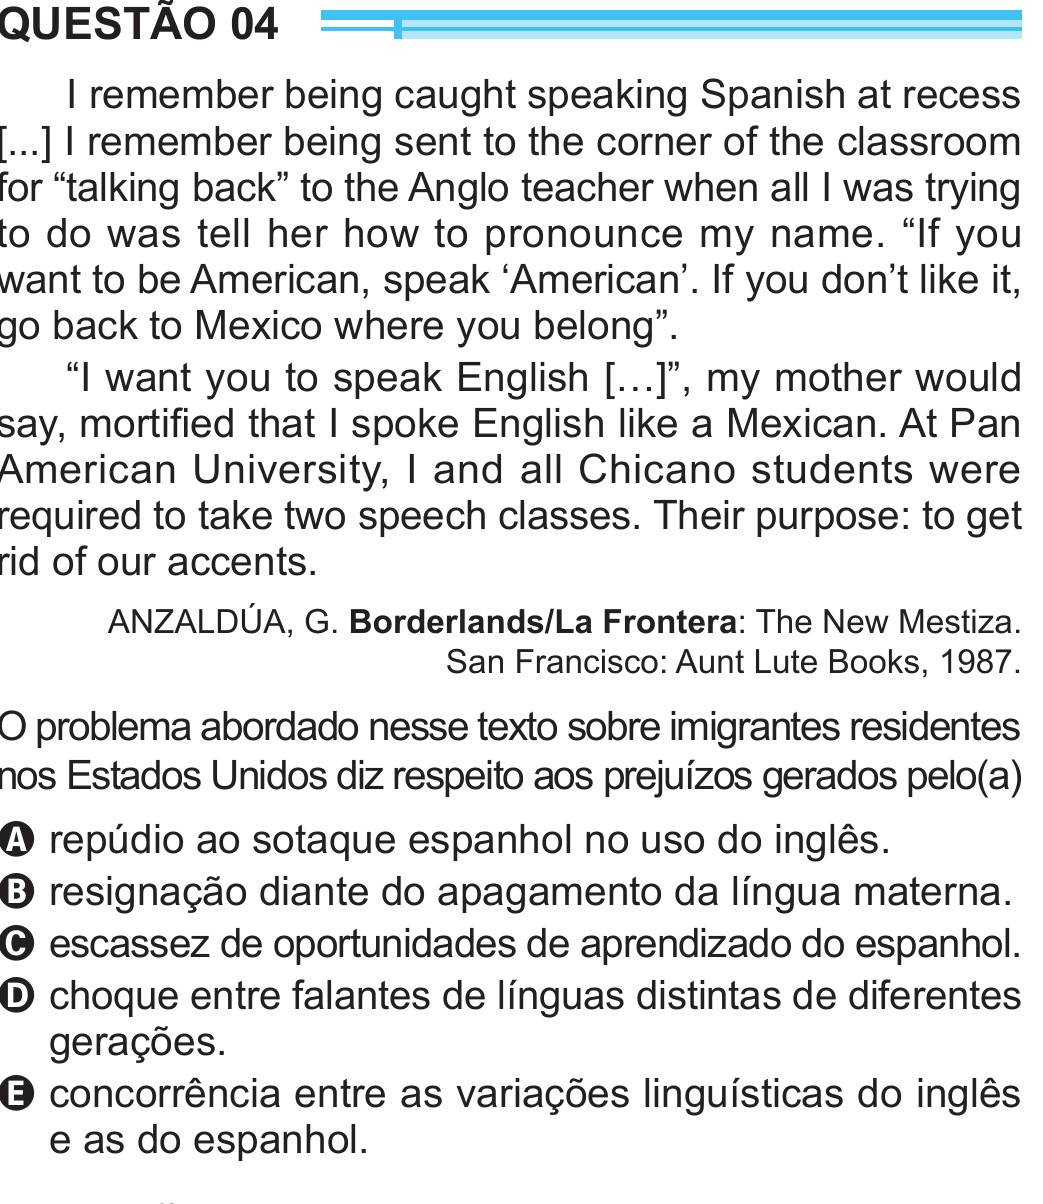 QUESTÃO 04
I remember being caught speaking Spanish at recess
[...] I remember being sent to the corner of the classroom
for “talking back” to the Anglo teacher when all I was trying
to do was tell her how to pronounce my name. “If you
want to be American, speak ‘American’. If you don’t like it,
go back to Mexico where you belong”.
“I want you to speak English […]”, my mother would
say, mortified that I spoke English like a Mexican. At Pan
American University, I and all Chicano students were
required to take two speech classes. Their purpose: to get
rid of our accents.
ANZALDÚA, G. Borderlands/La Frontera: The New Mestiza.
San Francisco: Aunt Lute Books, 1987.
O problema abordado nesse texto sobre imigrantes residentes
nos Estados Unidos diz respeito aos prejuízos gerados pelo(a)
A repúdio ao sotaque espanhol no uso do inglês.
B resignação diante do apagamento da língua materna.
C escassez de oportunidades de aprendizado do espanhol.
D choque entre falantes de línguas distintas de diferentes
gerações.
E concorrência entre as variações linguísticas do inglês
e as do espanhol.